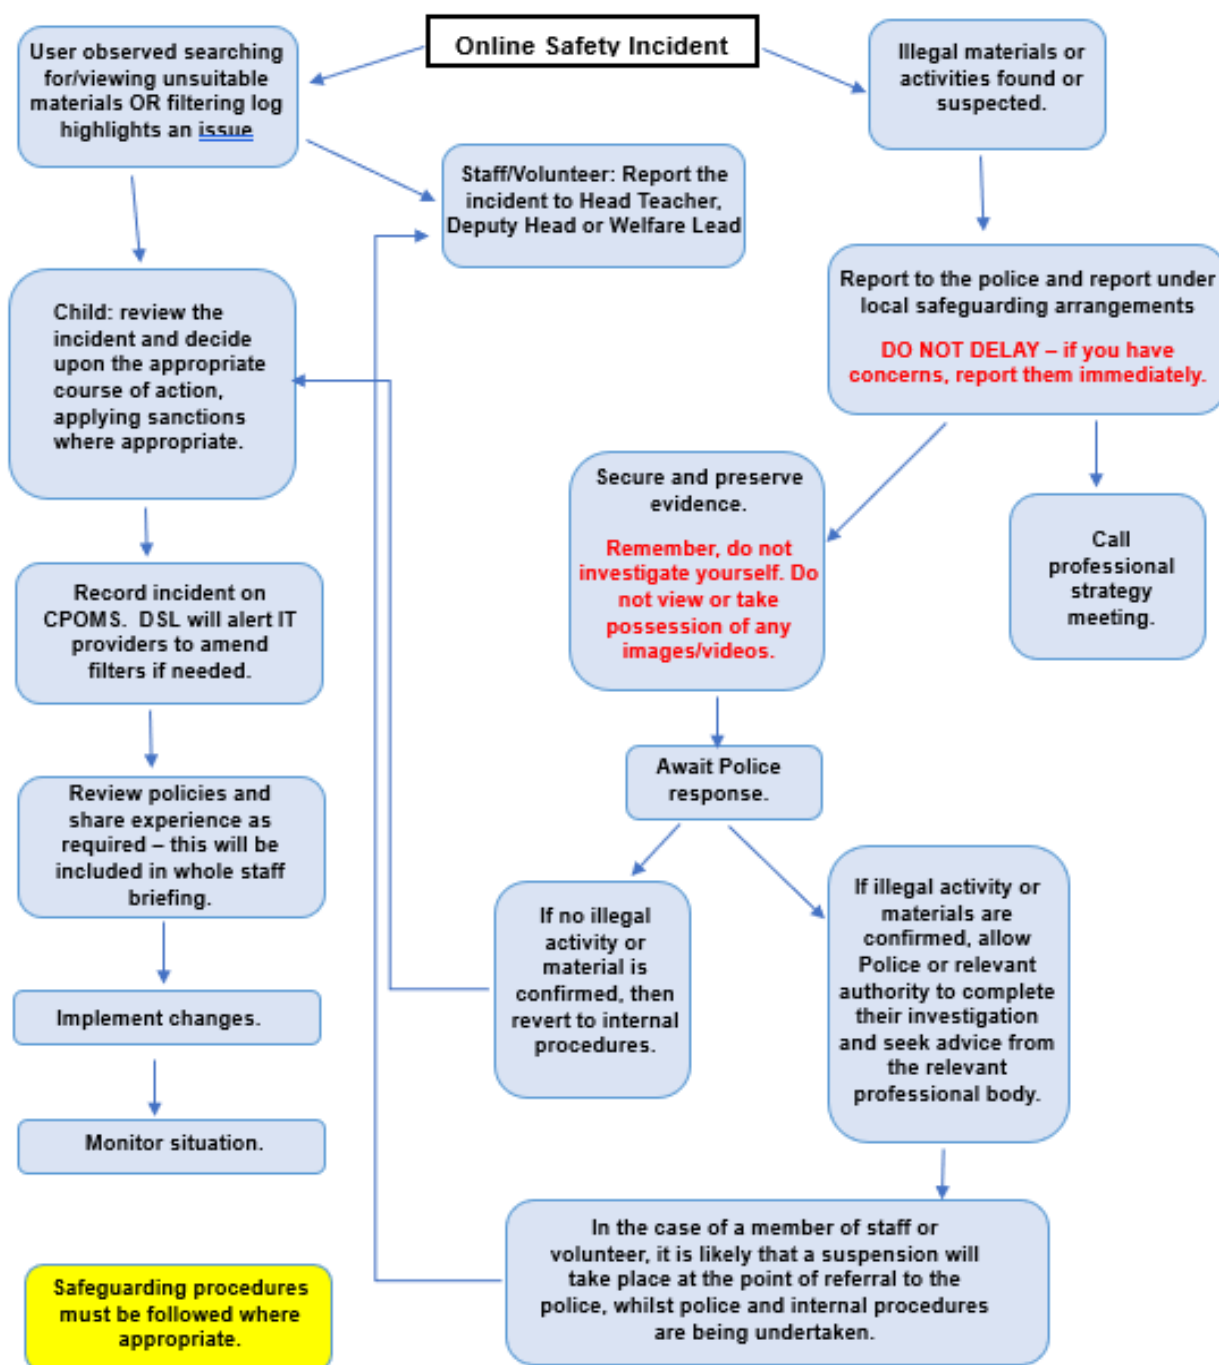 Online Safety Incident
User observed searching
for/viewing unsuitable
materials OR filtering log
highlights an issue
Illegal materials or
activities found or
suspected.
Staff/Volunteer: Report the
incident to Head Teacher,
Deputy Head or Welfare Lead
Report to the police and report under
local safeguarding arrangements
DO NOT DELAY – if you have
concerns, report them immediately.
Child: review the
incident and decide
upon the appropriate
course of action,
applying sanctions
where appropriate.
Secure and preserve
evidence.
Remember, do not
investigate yourself. Do
not view or take
possession of any
images/videos.
Call
professional
strategy
meeting.
Record incident on
CPOMS.  DSL will alert IT
providers to amend
filters if needed.
Await Police
response.
Review policies and
share experience as
required – this will be
included in whole staff
briefing.
If no illegal
activity or
material is
confirmed, then
revert to internal
procedures.
If illegal activity or
materials are
confirmed, allow
Police or relevant
authority to complete
their investigation
and seek advice from
the relevant
professional body.
Implement changes.
Monitor situation.
In the case of a member of staff or
volunteer, it is likely that a suspension will
take place at the point of referral to the
police, whilst police and internal procedures
are being undertaken.
Safeguarding procedures
must be followed where
appropriate.